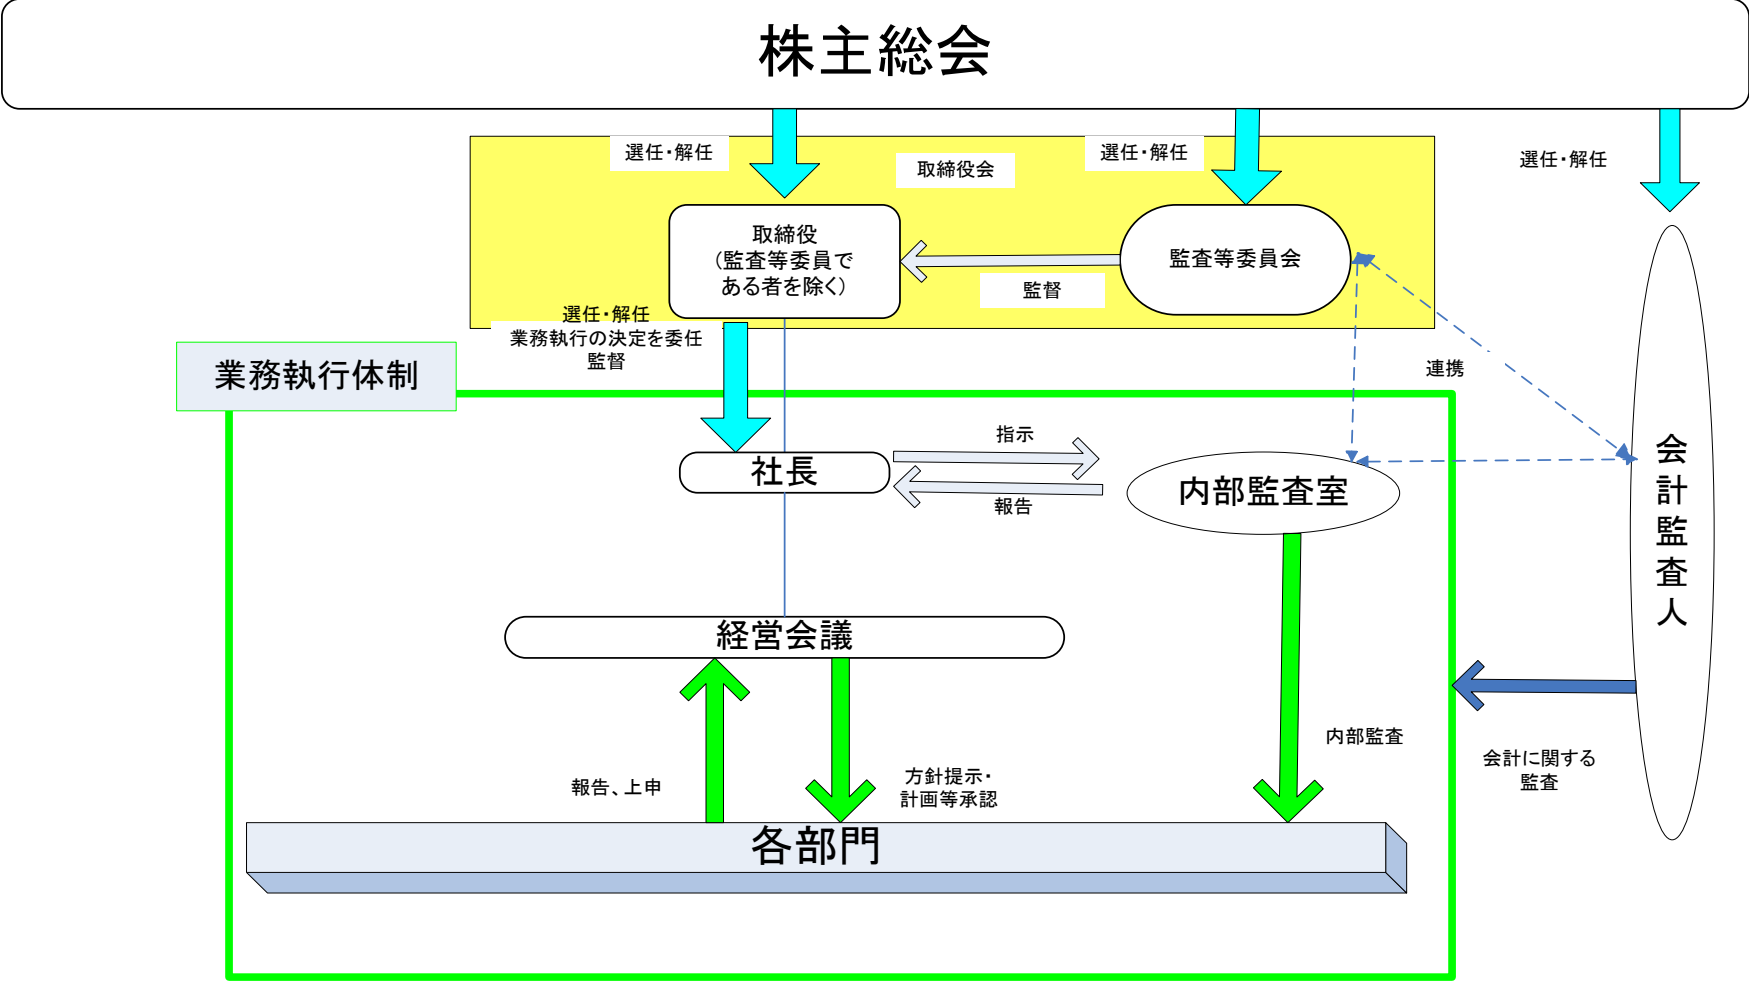 株主総会
選任・解任
取締役会
選任・解任
選任・解任
取締役
(監査等委員で
ある者を除く)
監督
監査等委員会
選任・解任
業務執行の決定を委任
監督
業務執行体制
連携
社長
指示
報告
内部監査室
会計監査人
経営会議
報告、上申
方針提示・
計画等承認
内部監査
会計に関する
監査
各部門